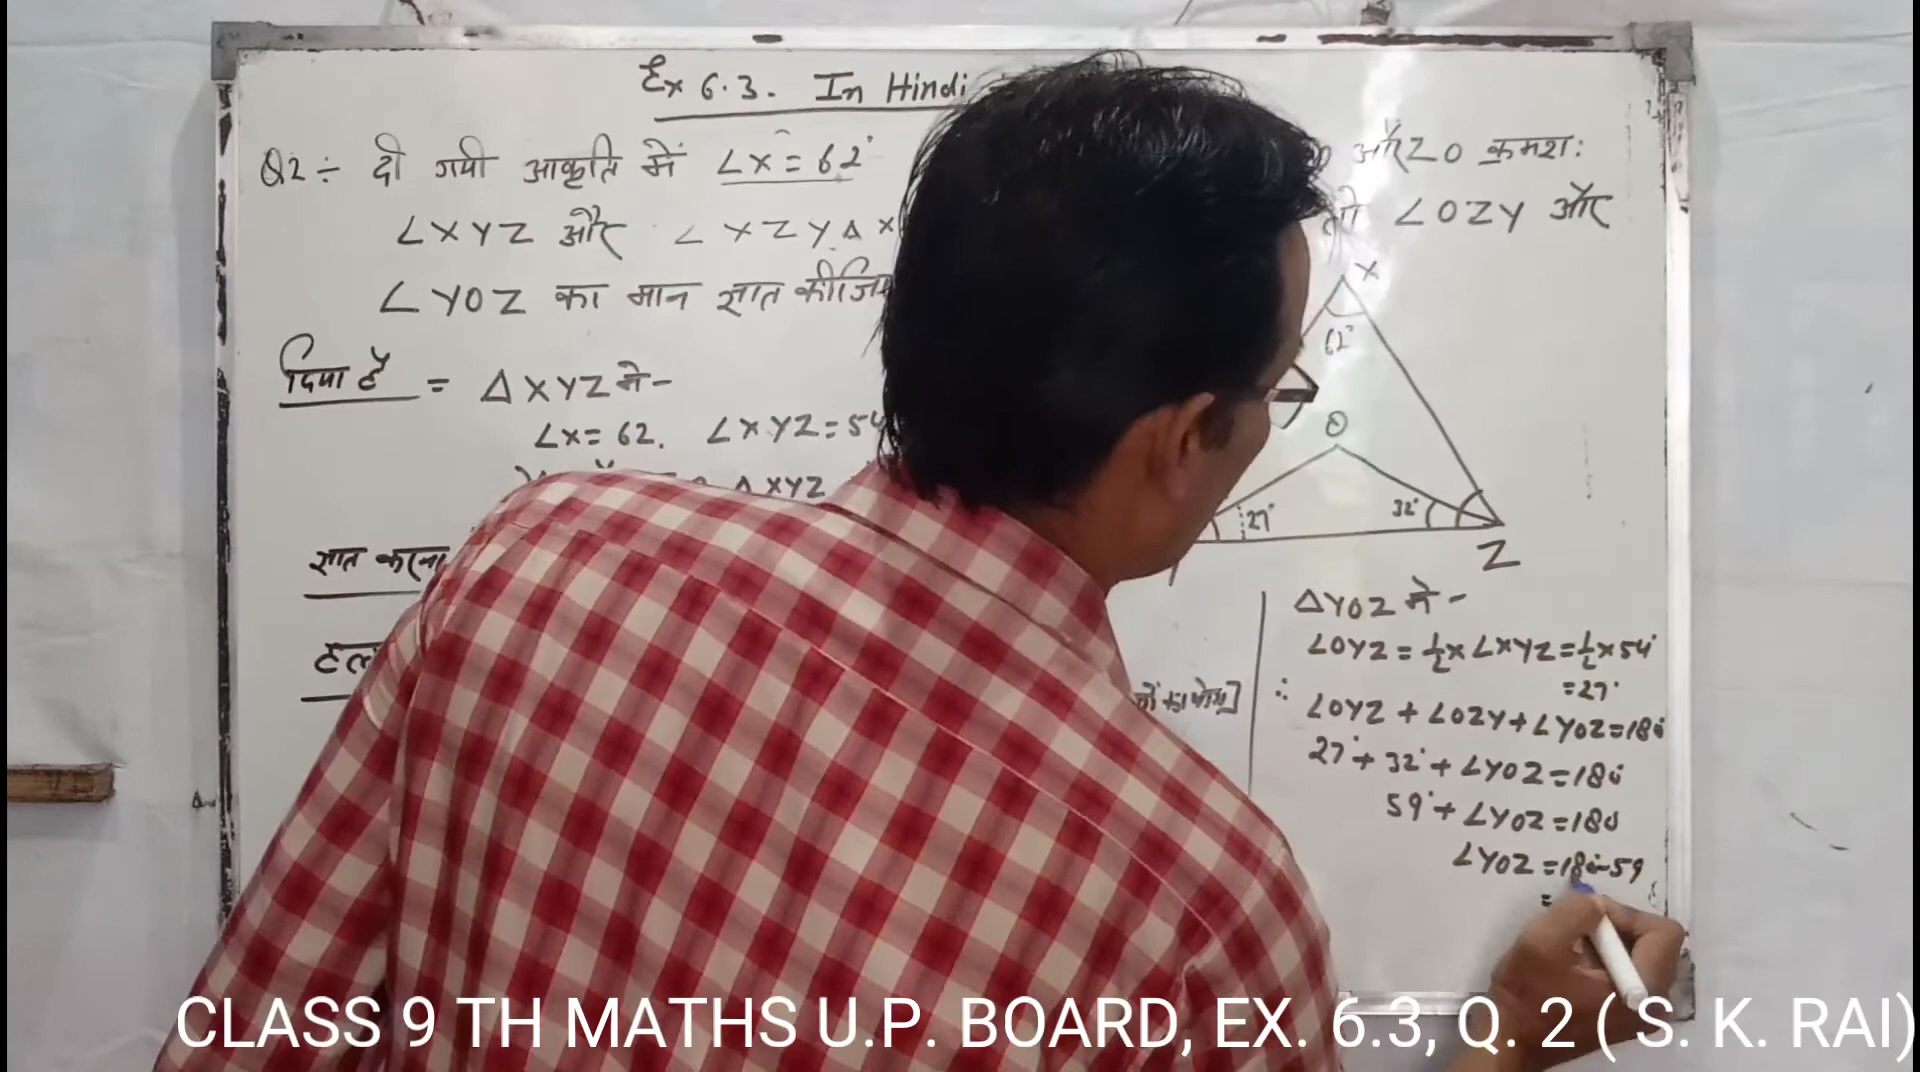 Ex 6.3. In Hindi
Q2 ÷ दी गयी आकृति में ∠X = 62° और ZO क्रमशः
∠XYZ और ∠XZY Δ X ∠OZY और
∠YOZ का मान ज्ञात कीजि
दिया है = ΔXYZ में -
∠X = 62. ∠XYZ = 54
ΔXYZ
ज्ञात करना
हल
X
62°
O
27°
32°
Z
ΔYOZ में -
∠OYZ = 1/2 × ∠XYZ = 1/2 × 54°
= 27°
∴ ∠OYZ + ∠OZY + ∠YOZ = 180
27° + 32° + ∠YOZ = 180
59° + ∠YOZ = 180
∠YOZ = 180 - 59
=
CLASS 9 TH MATHS U.P. BOARD, EX. 6.3, Q. 2 ( S. K. RAI)